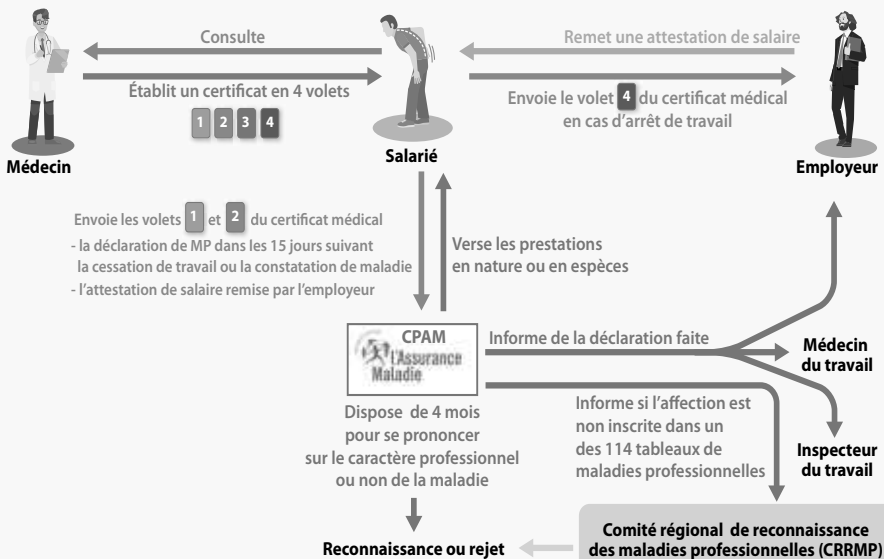 Consulte
Remet une attestation de salaire
Établit un certificat en 4 volets
1 2 3 4
Envoie le volet 4 du certificat médical
en cas d'arrêt de travail
Médecin
Salarié
Employeur
Envoie les volets 1 et 2 du certificat médical
- la déclaration de MP dans les 15 jours suivant
la cessation de travail ou la constatation de maladie
- l'attestation de salaire remise par l'employeur
Verse les prestations
en nature ou en espèces
CPAM
l'Assurance
Maladie
Informe de la déclaration faite
Médecin
du travail
Dispose de 4 mois
pour se prononcer
sur le caractère professionnel
ou non de la maladie
Informe si l'affection est
non inscrite dans un
des 114 tableaux de
maladies professionnelles
Inspecteur
du travail
Reconnaissance ou rejet
Comité régional de reconnaissance
des maladies professionnelles (CRRMP)